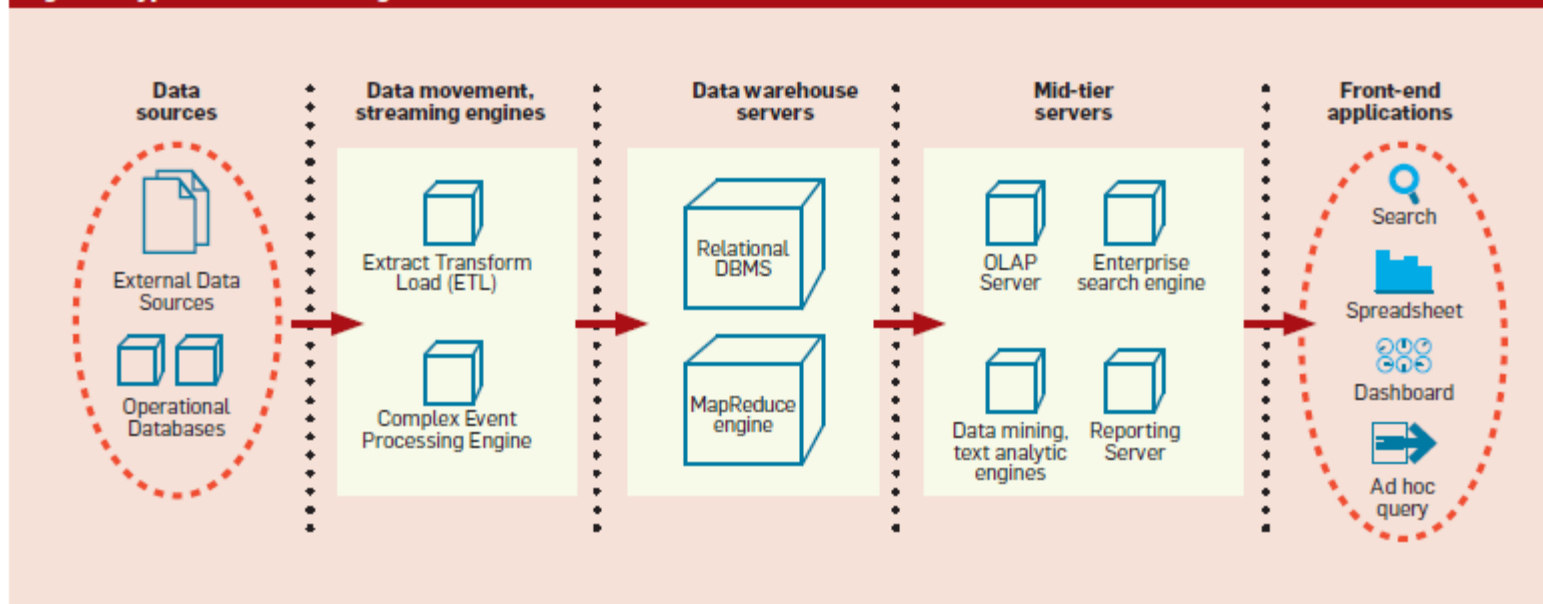 Data
sources
Data movement,
streaming engines
Data warehouse
servers
Mid-tier
servers
Front-end
applications
External Data
Sources
Operational
Databases
Extract Transform
Load (ETL)
Complex Event
Processing Engine
Relational
DBMS
MapReduce
engine
OLAP
Server
Enterprise
search engine
Data mining,
text analytic
engines
Reporting
Server
Search
Spreadsheet
Dashboard
Ad hoc
query